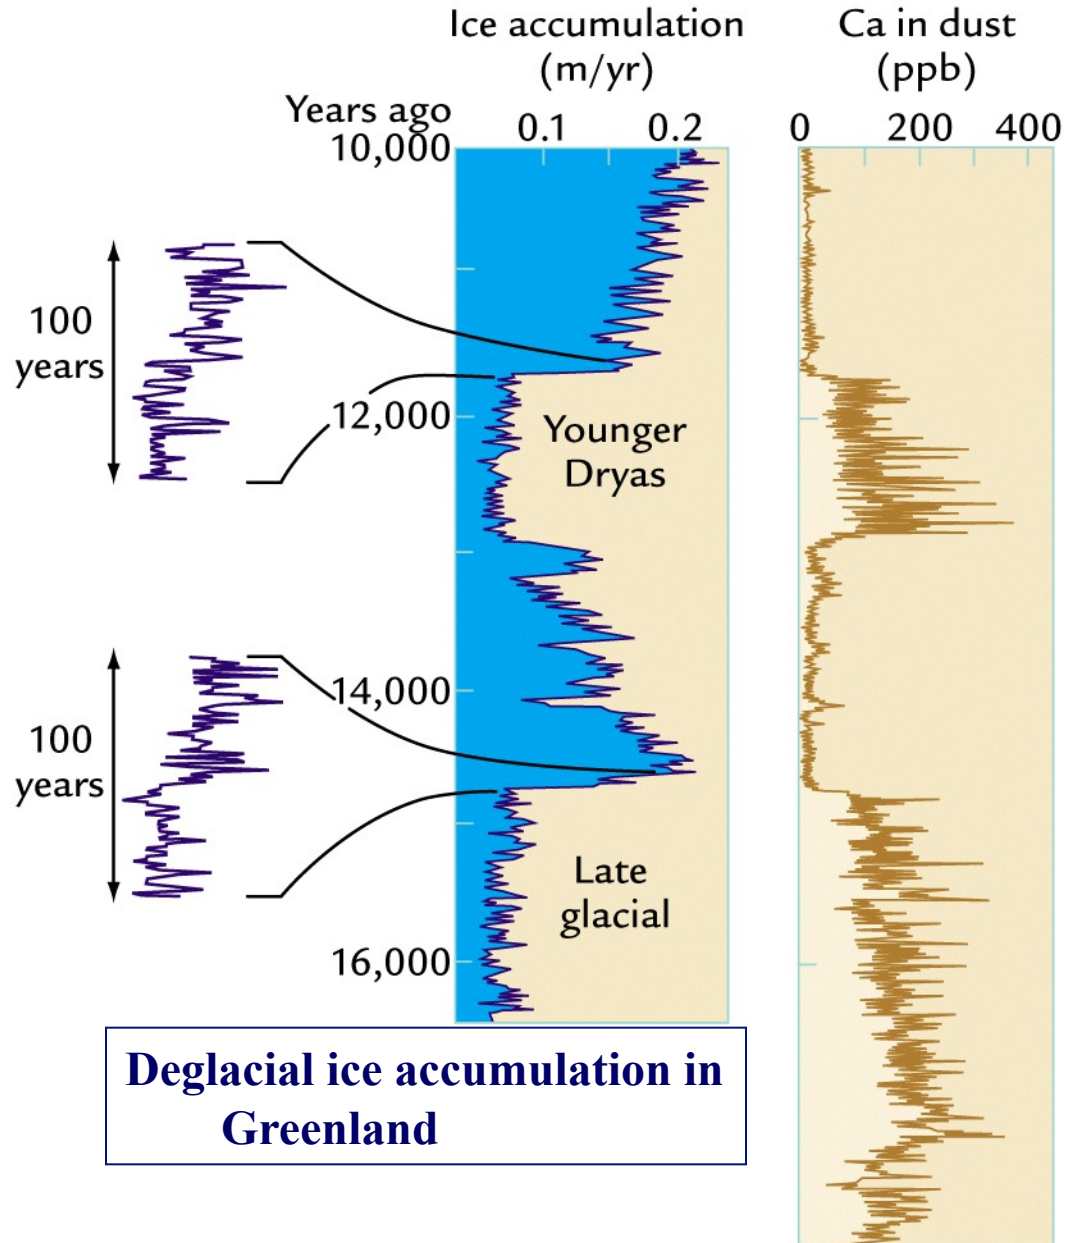 Ice accumulation
(m/yr)
Ca in dust
(ppb)
Years ago
0.1 0.2
0 200 400
10,000
100
years
12,000
Younger
Dryas
14,000
100
years
Late
glacial
16,000
Deglacial ice accumulation in
Greenland